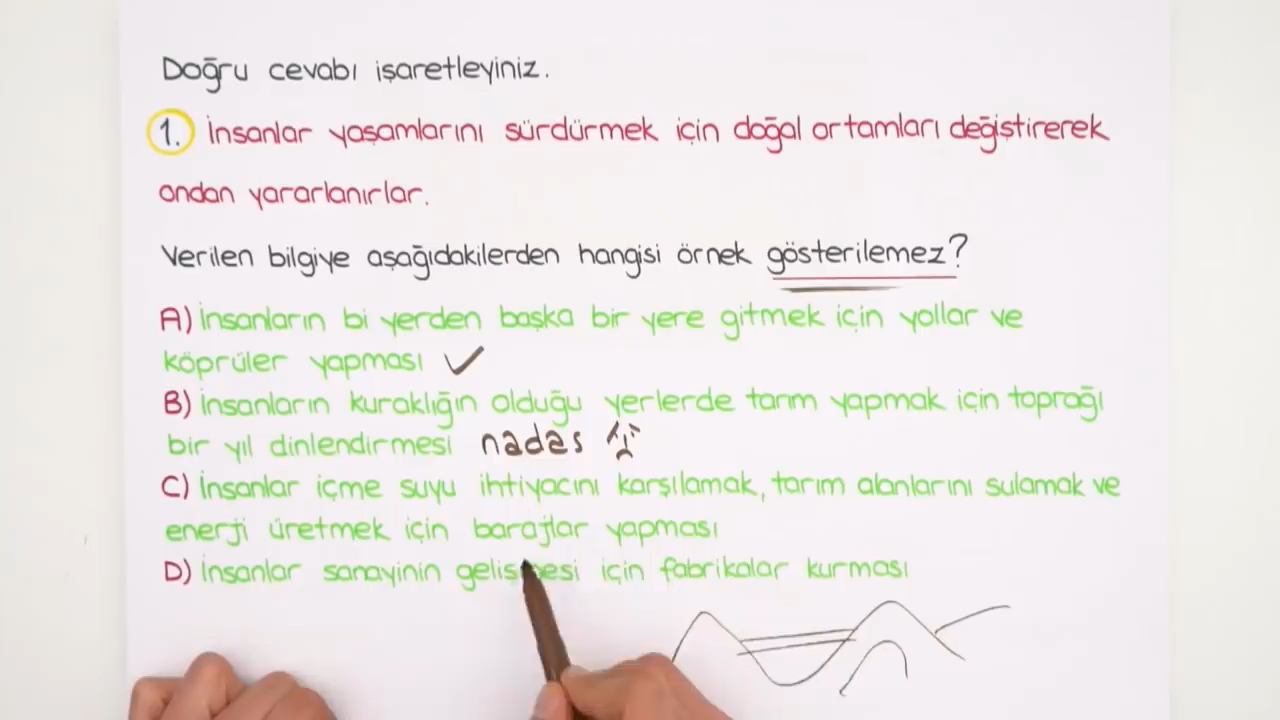 Doğru cevabı işaretleyiniz.
1. İnsanlar yaşamlarını sürdürmek için doğal ortamları değiştirerek
ondan yararlanırlar.
Verilen bilgiye aşağıdakilerden hangisi örnek gösterilemez?
A) İnsanların bi yerden başka bir yere gitmek için yollar ve
köprüler yapması
B) İnsanların kuraklığın olduğu yerlerde tarım yapmak için toprağı
bir yıl dinlendirmesi nadas
C) İnsanlar içme suyu ihtiyacını karşılamak, tarım alanlarını sulamak ve
enerji üretmek için barajlar yapması
D) İnsanlar sanayinin gelişmesi için fabrikalar kurması